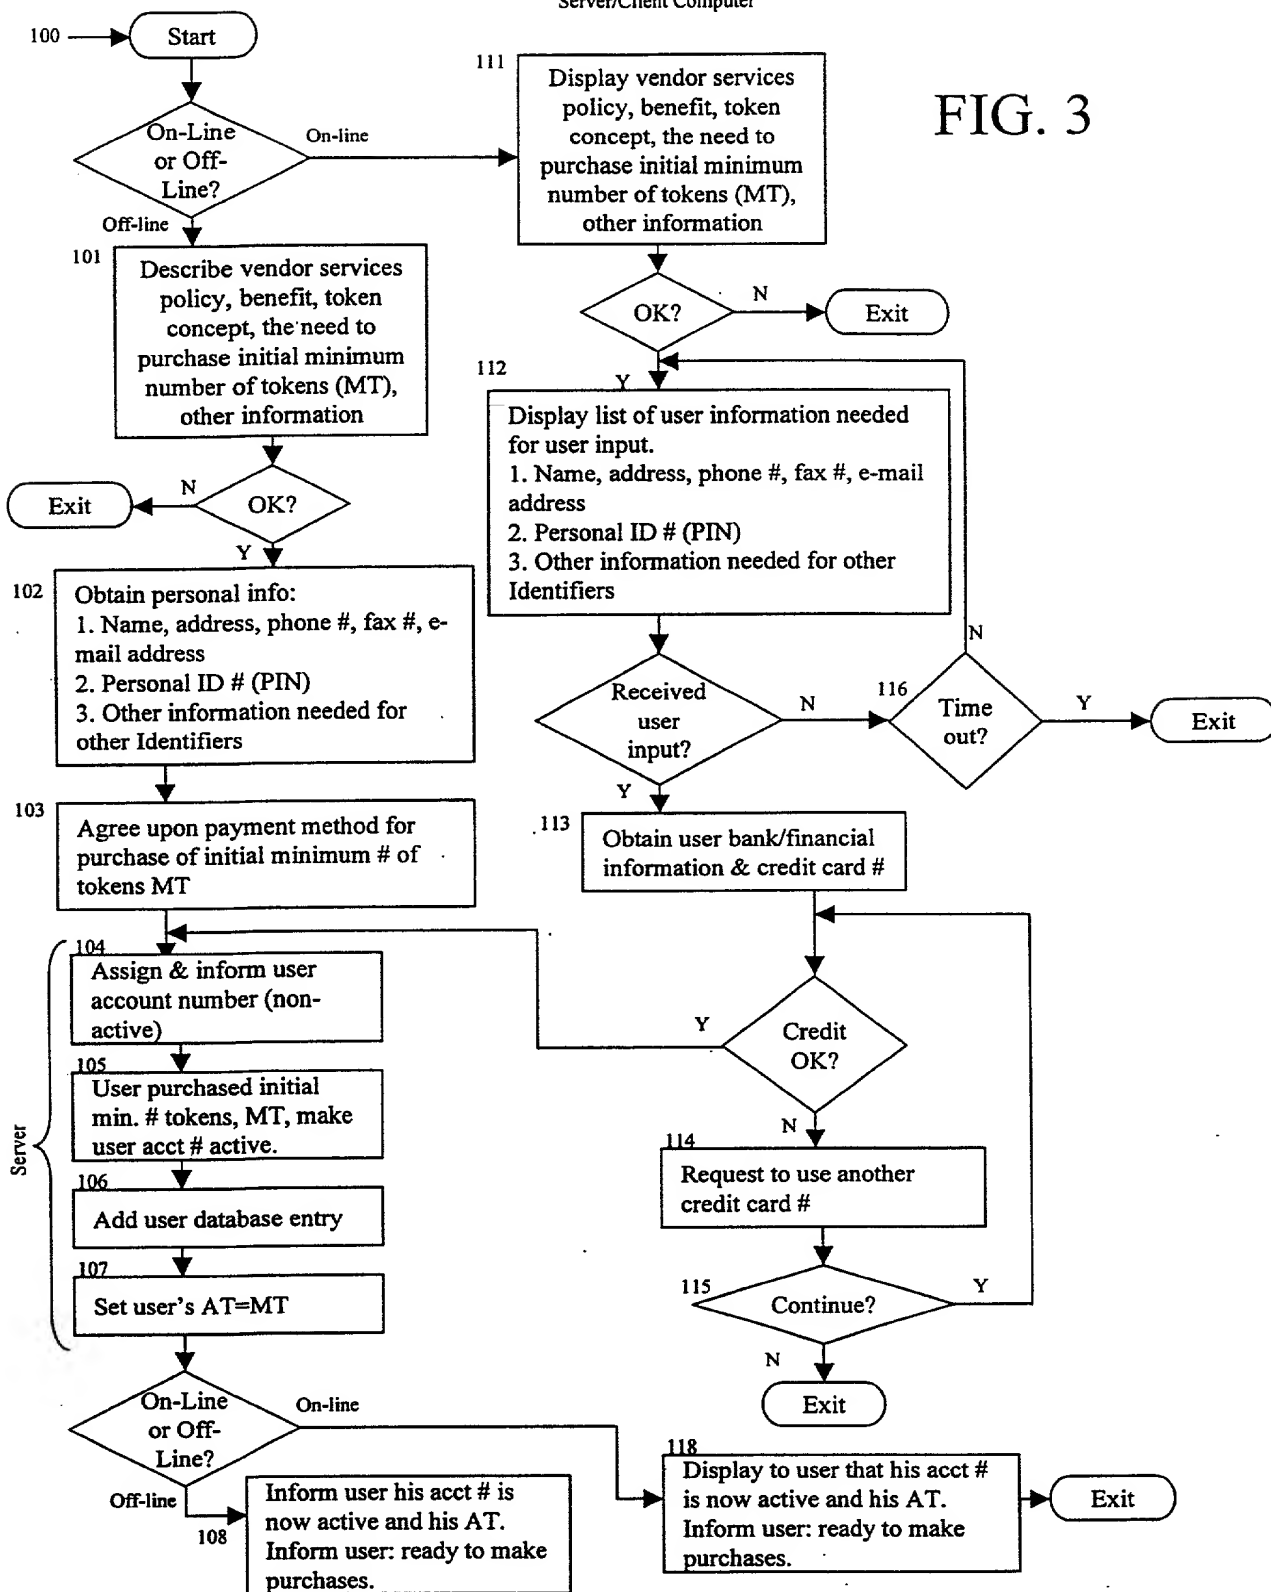 Server/Client Computer
FIG. 3
100
Start
On-Line
or Off-
Line?
On-line
Off-line
111
Display vendor services
policy, benefit, token
concept, the need to
purchase initial minimum
number of tokens (MT),
other information
OK?
N
Exit
Y
101
Describe vendor services
policy, benefit, token
concept, the need to
purchase initial minimum
number of tokens (MT),
other information
OK?
N
Exit
Y
112
Display list of user information needed
for user input.
1. Name, address, phone #, fax #, e-mail
address
2. Personal ID # (PIN)
3. Other information needed for other
Identifiers
102
Obtain personal info:
1. Name, address, phone #, fax #, e-
mail address
2. Personal ID # (PIN)
3. Other information needed for
other Identifiers
Received
user
input?
N
Y
116
Time
out?
N
Y
Exit
103
Agree upon payment method for
purchase of initial minimum # of
tokens MT
113
Obtain user bank/financial
information & credit card #
Server
104
Assign & inform user
account number (non-
active)
Credit
OK?
Y
N
105
User purchased initial
min. # tokens, MT, make
user acct # active.
114
Request to use another
credit card #
106
Add user database entry
107
Set user's AT=MT
115
Continue?
Y
N
Exit
On-Line
or Off-
Line?
On-line
Off-line
108
Inform user his acct # is
now active and his AT.
Inform user: ready to make
purchases.
118
Display to user that his acct #
is now active and his AT.
Inform user: ready to make
purchases.
Exit